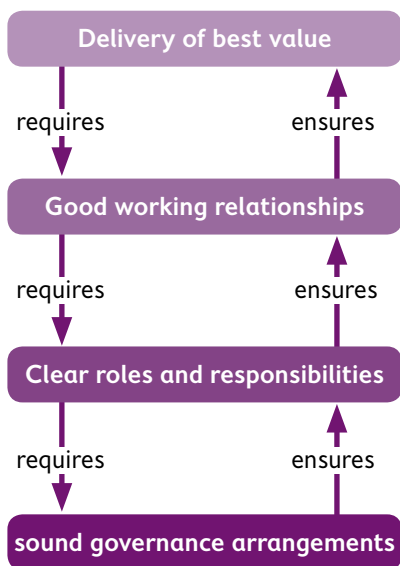 Delivery of best value
requires ensures
Good working relationships
requires ensures
Clear roles and responsibilities
requires ensures
sound governance arrangements